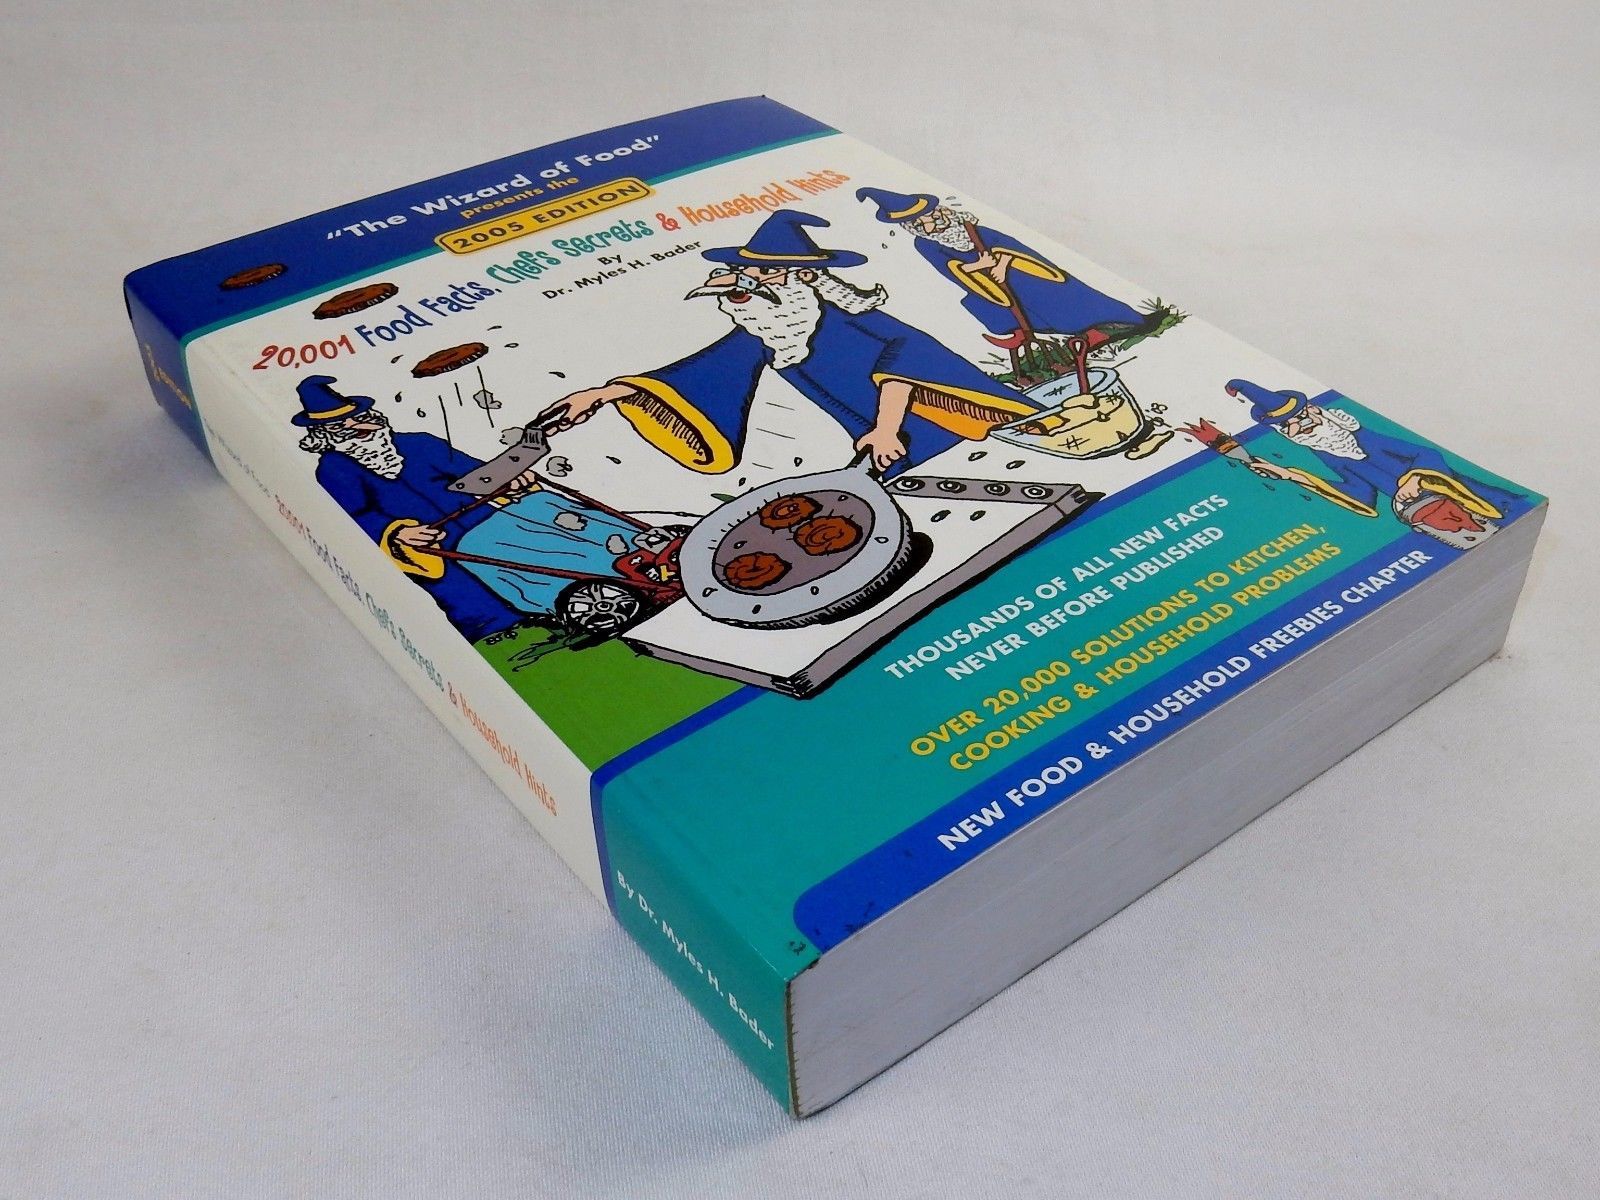 "The Wizard of Food"
presents the
2005 EDITION
20,001 Food Facts, Chefs Secrets & Household Hints
By
Dr. Myles H. Bader
THOUSANDS OF ALL NEW FACTS
NEVER BEFORE PUBLISHED
OVER 20,000 SOLUTIONS TO KITCHEN,
COOKING & HOUSEHOLD PROBLEMS
NEW FOOD & HOUSEHOLD FREEBIES CHAPTER
EDITION
20,001 Food Facts, Chefs Secrets & Household Hints
By Dr. Myles H. Bader